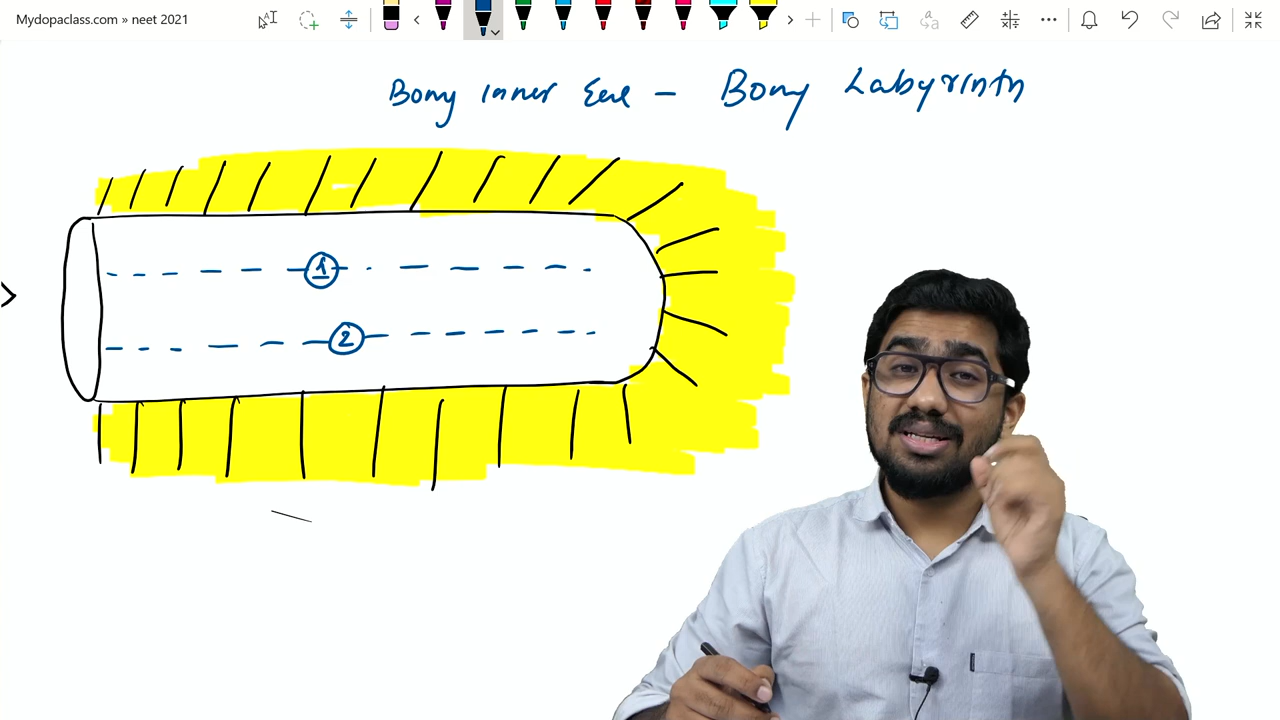 Mydopaclass.com » neet 2021
Bony inner Ear – Bony Labyrinth
1
2